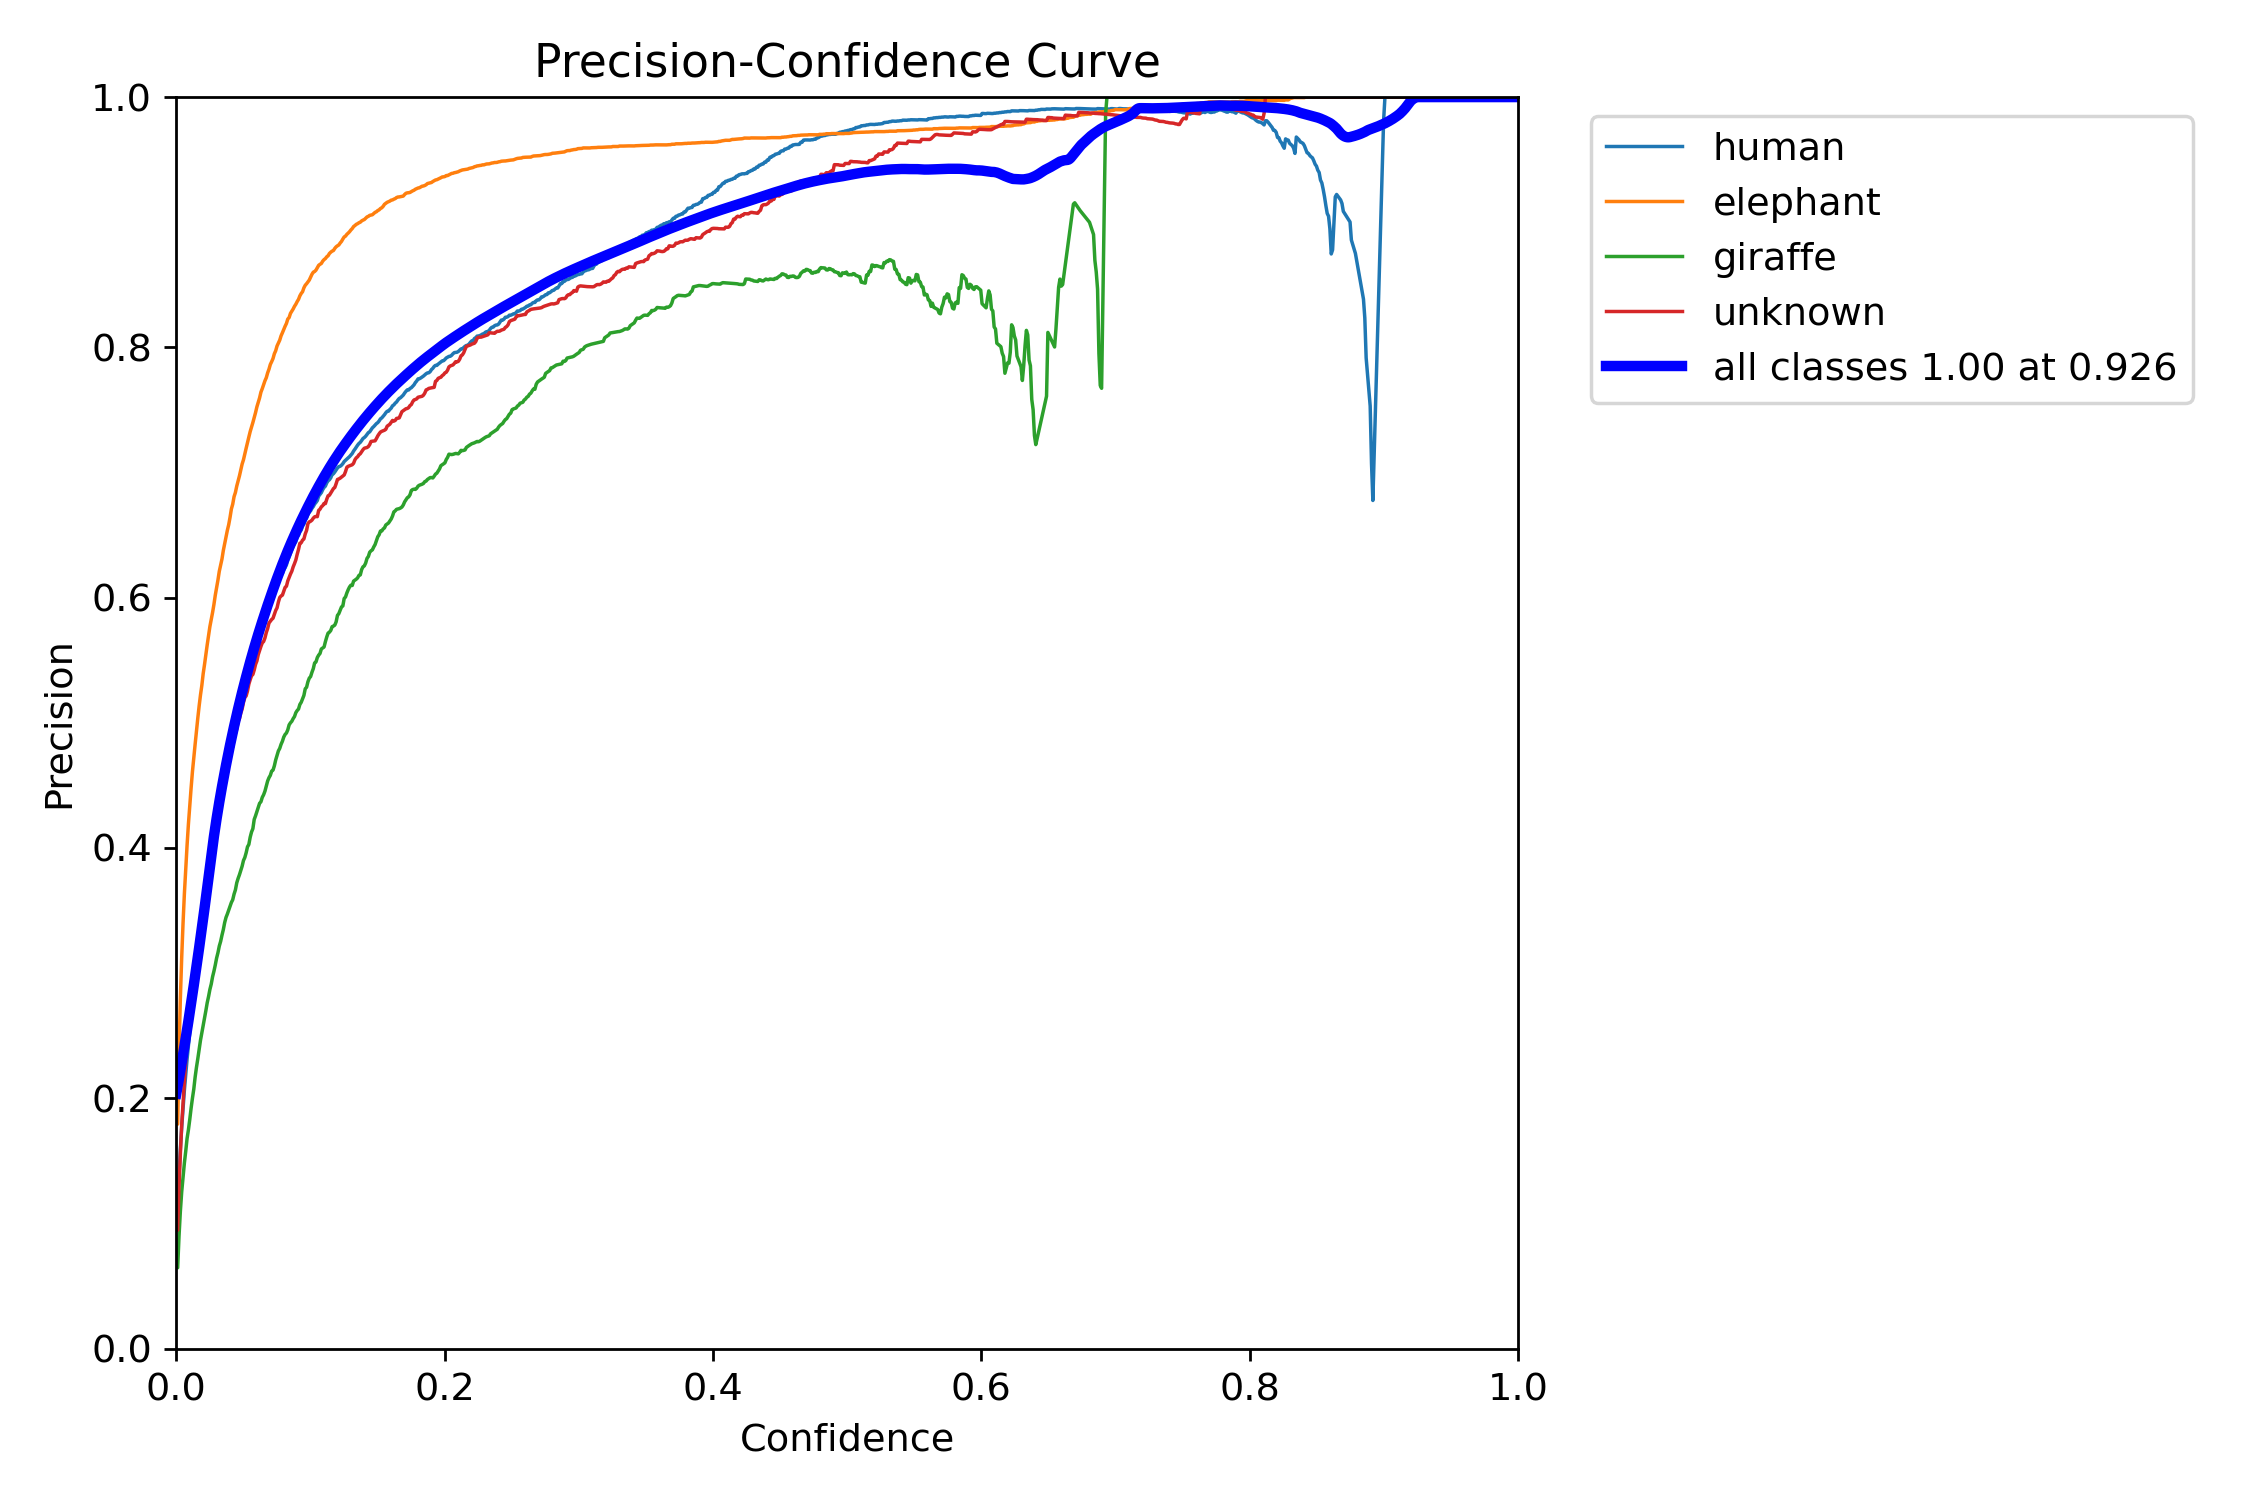 Precision-Confidence Curve
1.0
0.8
0.6
0.4
0.2
0.0
Precision
0.0 0.2 0.4 0.6 0.8 1.0
Confidence
human
elephant
giraffe
unknown
all classes 1.00 at 0.926